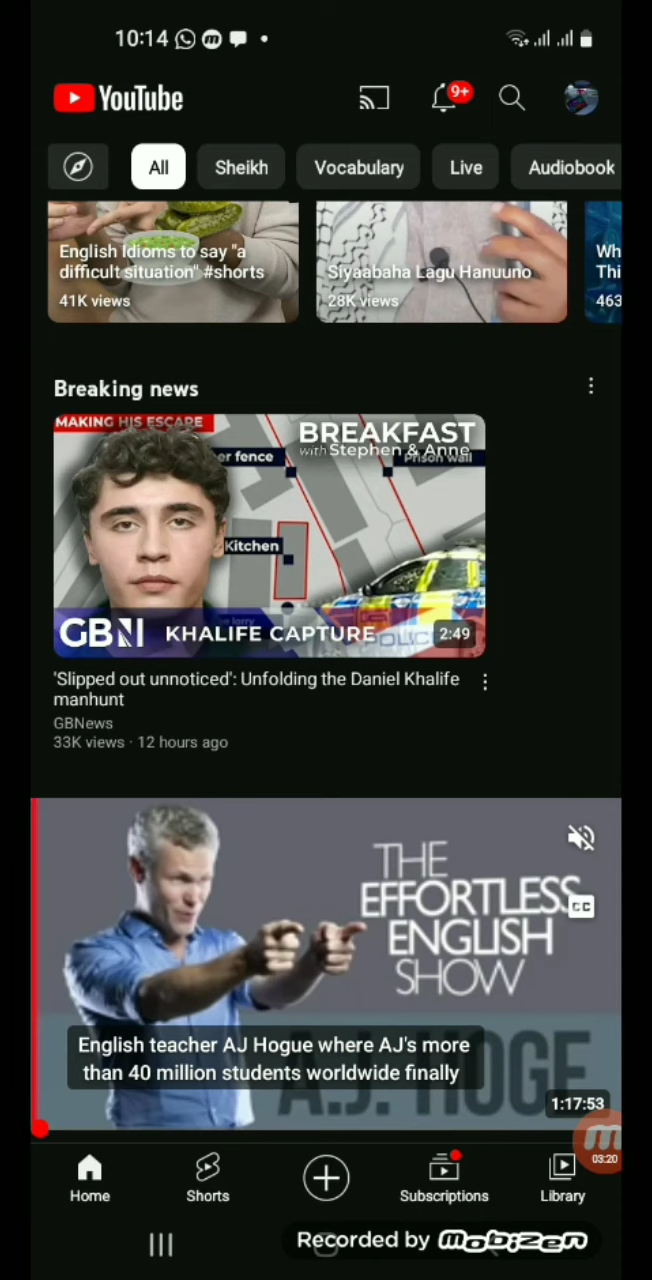 10:14
YouTube
9+
All
Sheikh
Vocabulary
Live
Audiobook
English Idioms to say "a
difficult situation" #shorts
41K views
Siyaabaha Lagu Hanuuno
28K views
Wh
Thi
463
Breaking news
MAKING HIS ESCAPE
BREAKFAST
with Stephen & Anne
er fence
Prison wall
Kitchen
GBN
KHALIFE CAPTURE
POLICE
2:49
'Slipped out unnoticed': Unfolding the Daniel Khalife
manhunt
GBNews
33K views · 12 hours ago
THE
EFFORTLESS
ENGLISH
SHOW
CC
A.J. HOGE
English teacher AJ Hogue where AJ's more
than 40 million students worldwide finally
1:17:53
03:20
Home
Shorts
Subscriptions
Library
Recorded by mobizen